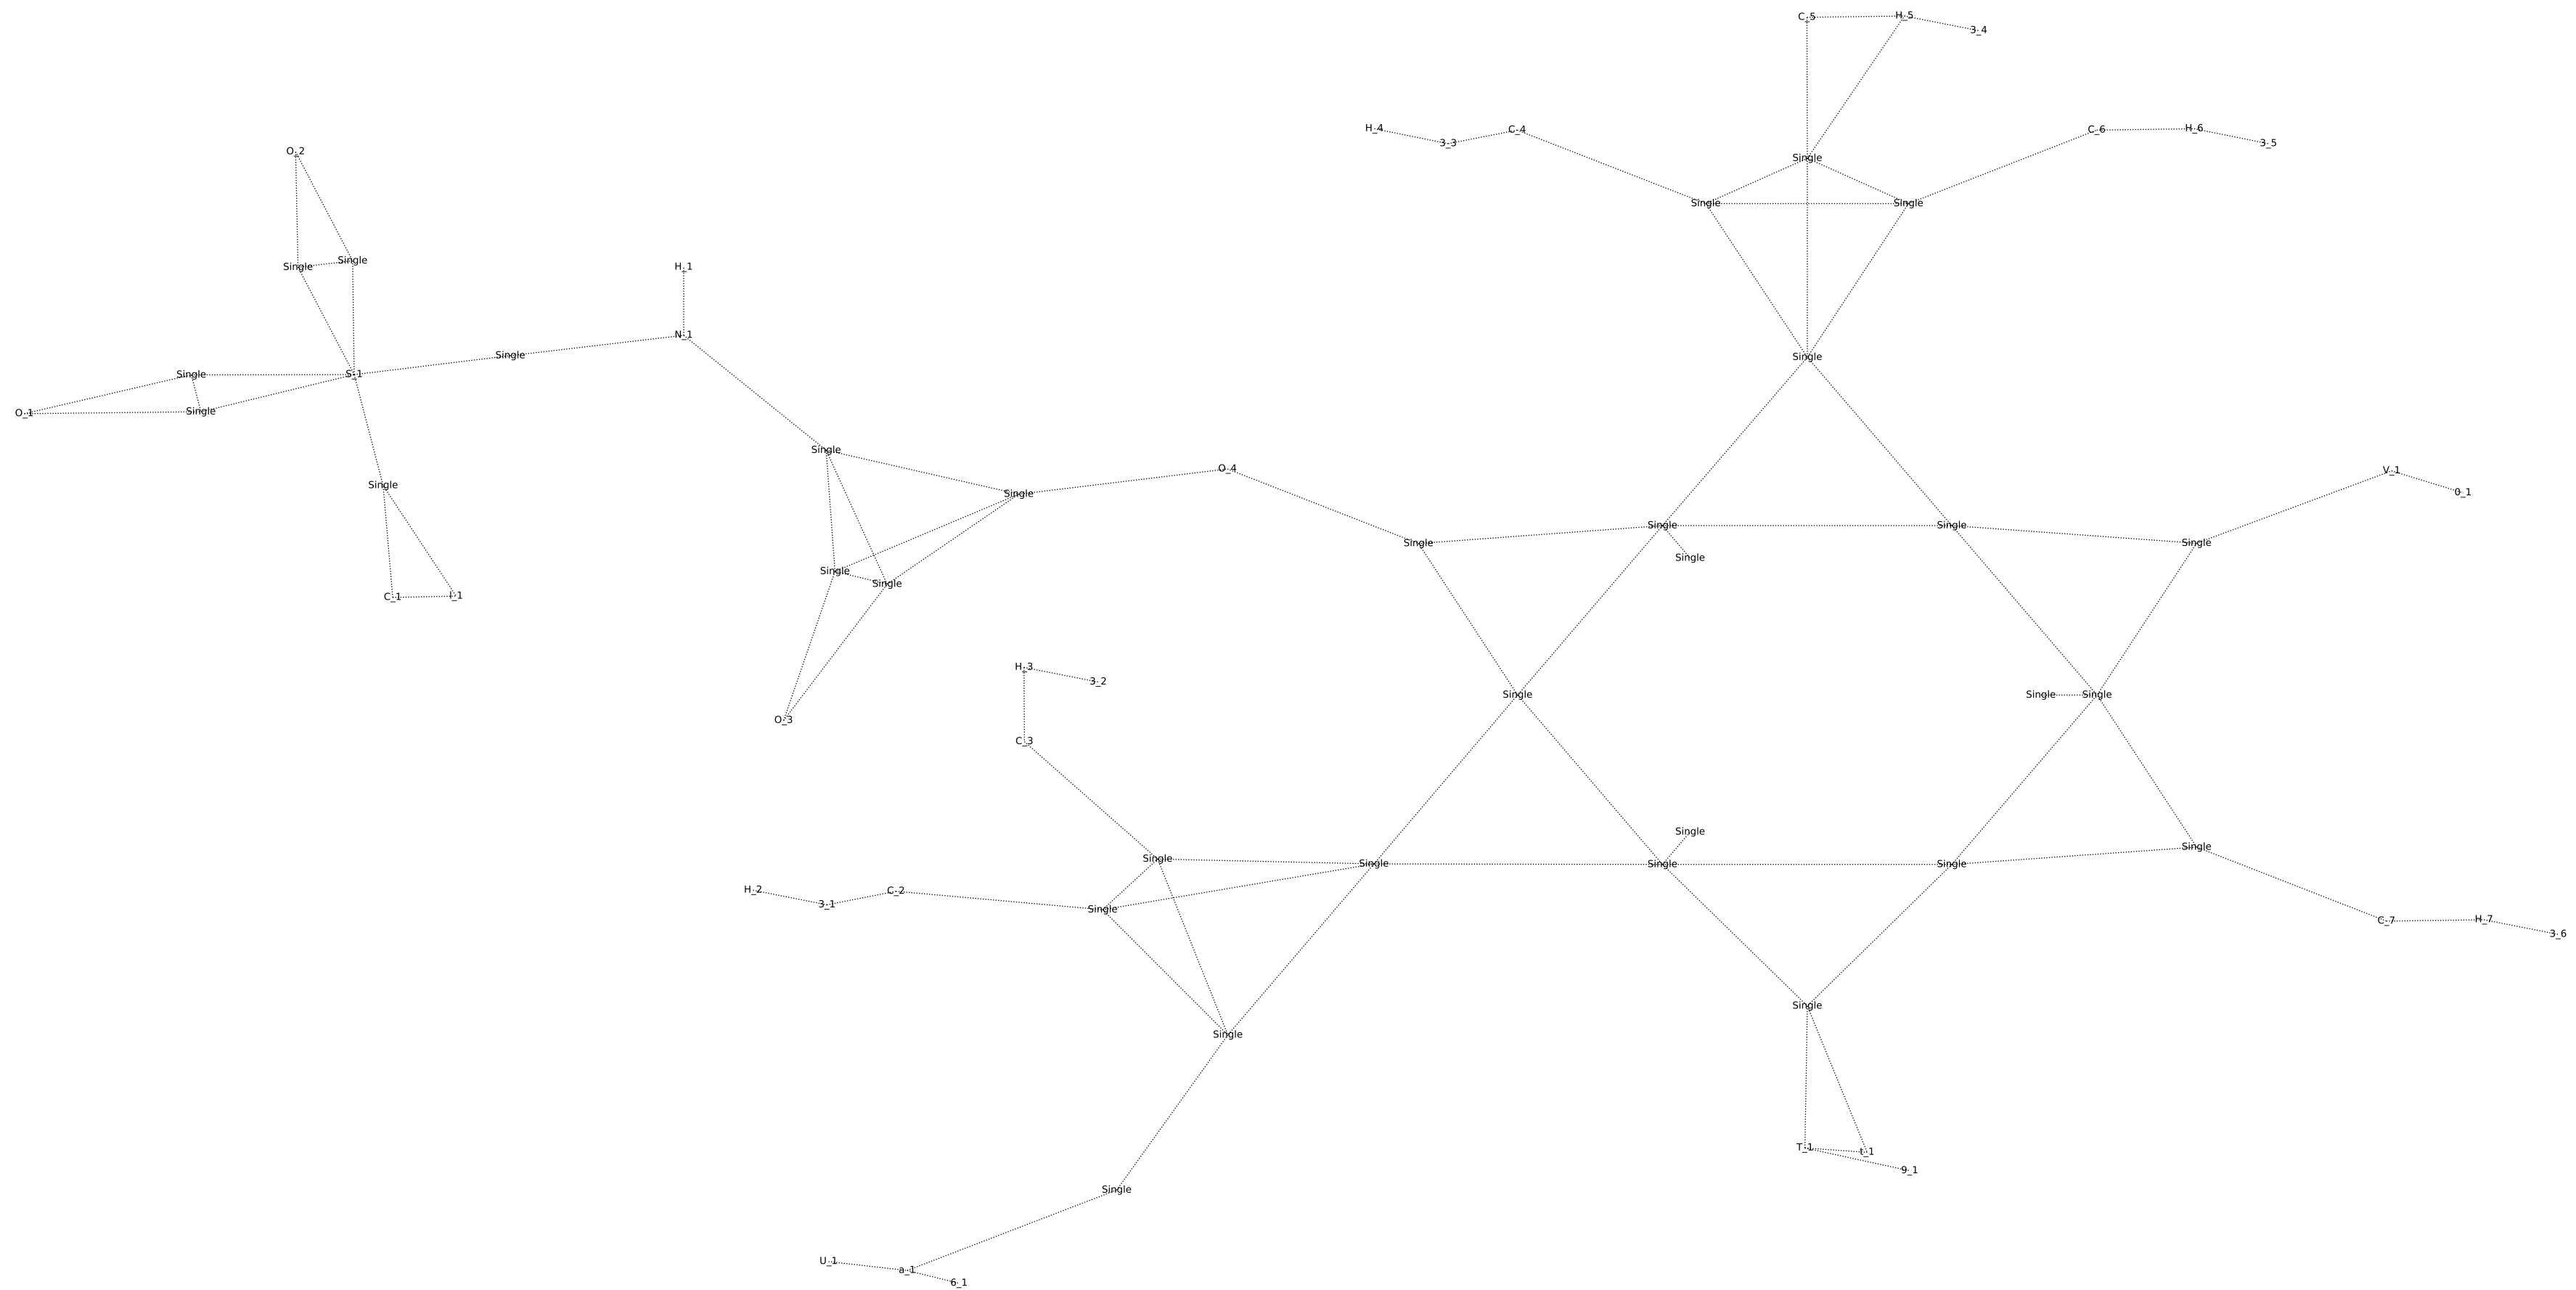 C_5 H_5
3_4
H_4 C_4 C_6 H_6
3_3 3_5
O_2
Single
Single Single
Single Single
H_1
N_1
Single Single
Single S_1
O_1 Single
Single
O_4 V_1
Single Single 0_1
Single Single
Single Single
Single
Single
Single
C_1
O_3
H_3 3_2
Single Single Single
C_3
Single Single
Single Single Single Single
H_2 3_1 C_2 Single
C_7 H_7 3_6
Single
Single
T_1 t_1
9_1
Single
U_1 a_1 6_1